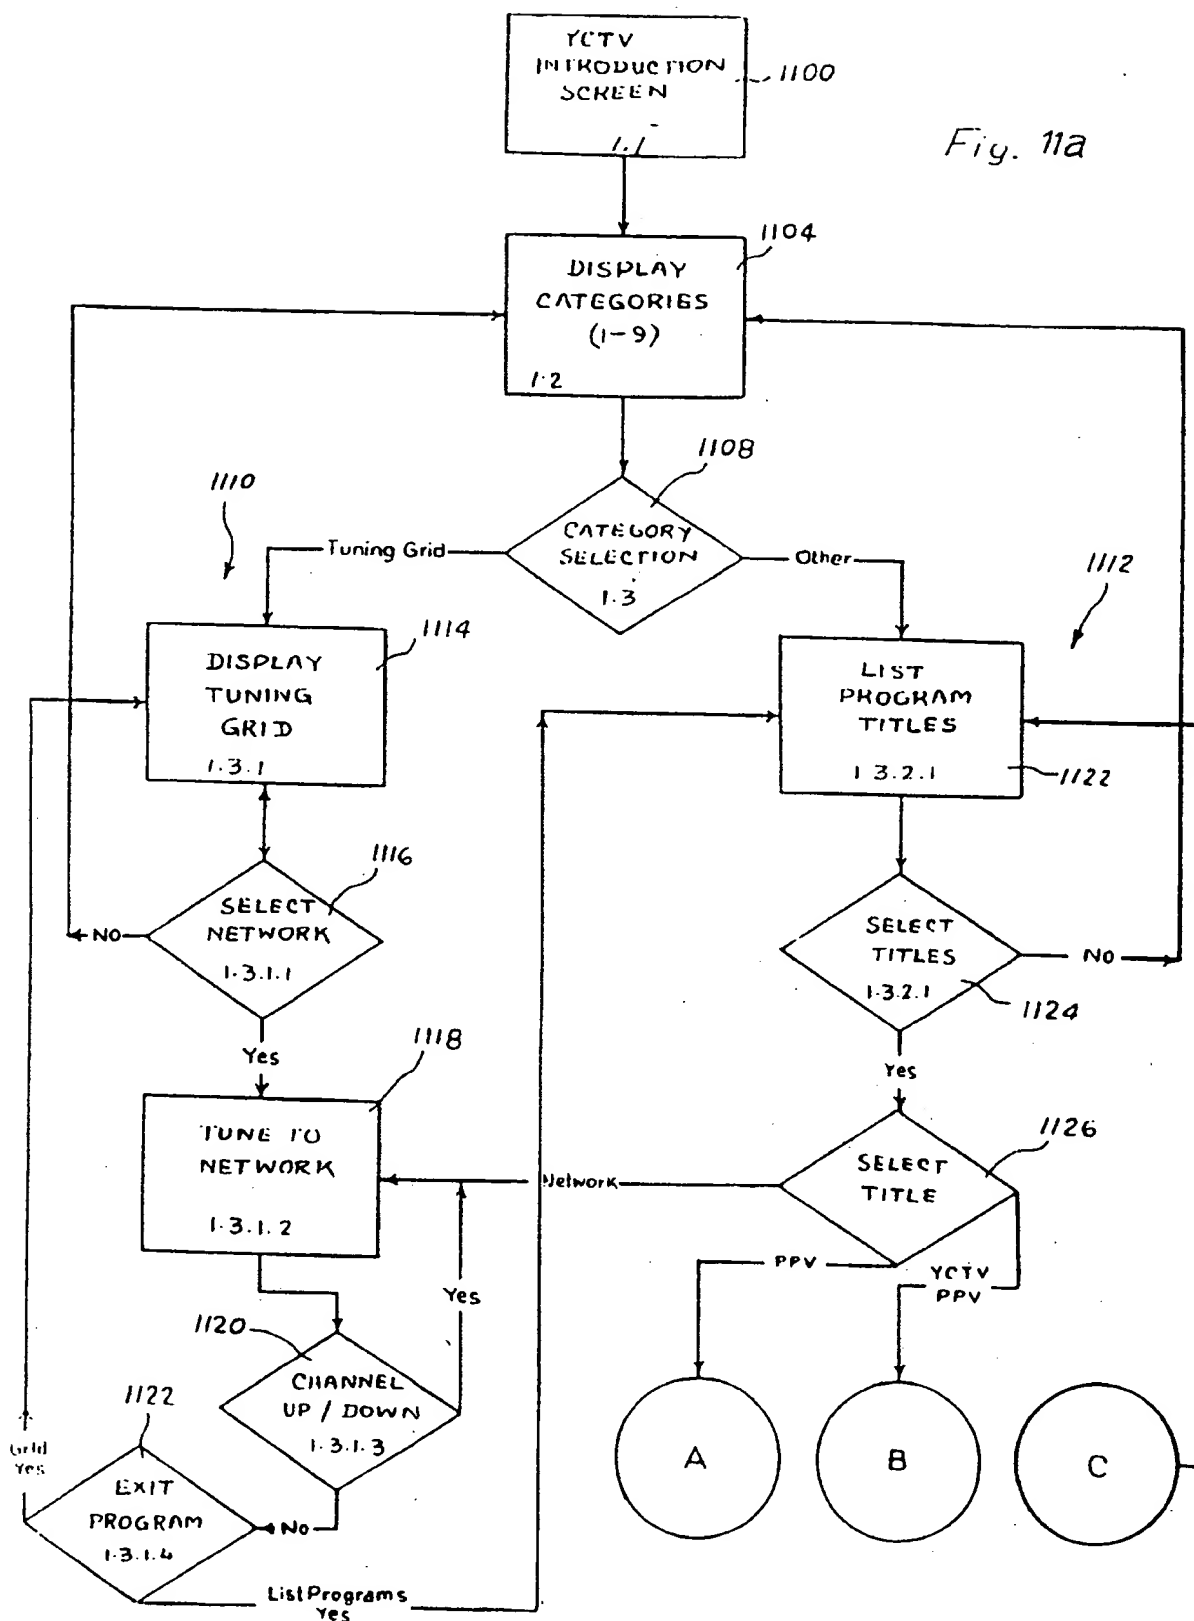 YCTV
INTRODUCTION
SCREEN
1.1
1100
Fig. 11a
1104
DISPLAY
CATEGORIES
(1-9)
1.2
1108
CATEGORY
SELECTION
1.3
Tuning Grid
Other
1110
1112
1114
DISPLAY
TUNING
GRID
1.3.1
LIST
PROGRAM
TITLES
1.3.2.1
1122
1116
SELECT
NETWORK
1.3.1.1
No
Yes
SELECT
TITLES
1.3.2.1
No
1124
Yes
1118
TUNE TO
NETWORK
1.3.1.2
Network
1126
SELECT
TITLE
PPV
YCTV
PPV
Yes
1120
CHANNEL
UP / DOWN
1.3.1.3
No
1122
EXIT
PROGRAM
1.3.1.4
Grid
Yes
List Programs
Yes
A
B
C